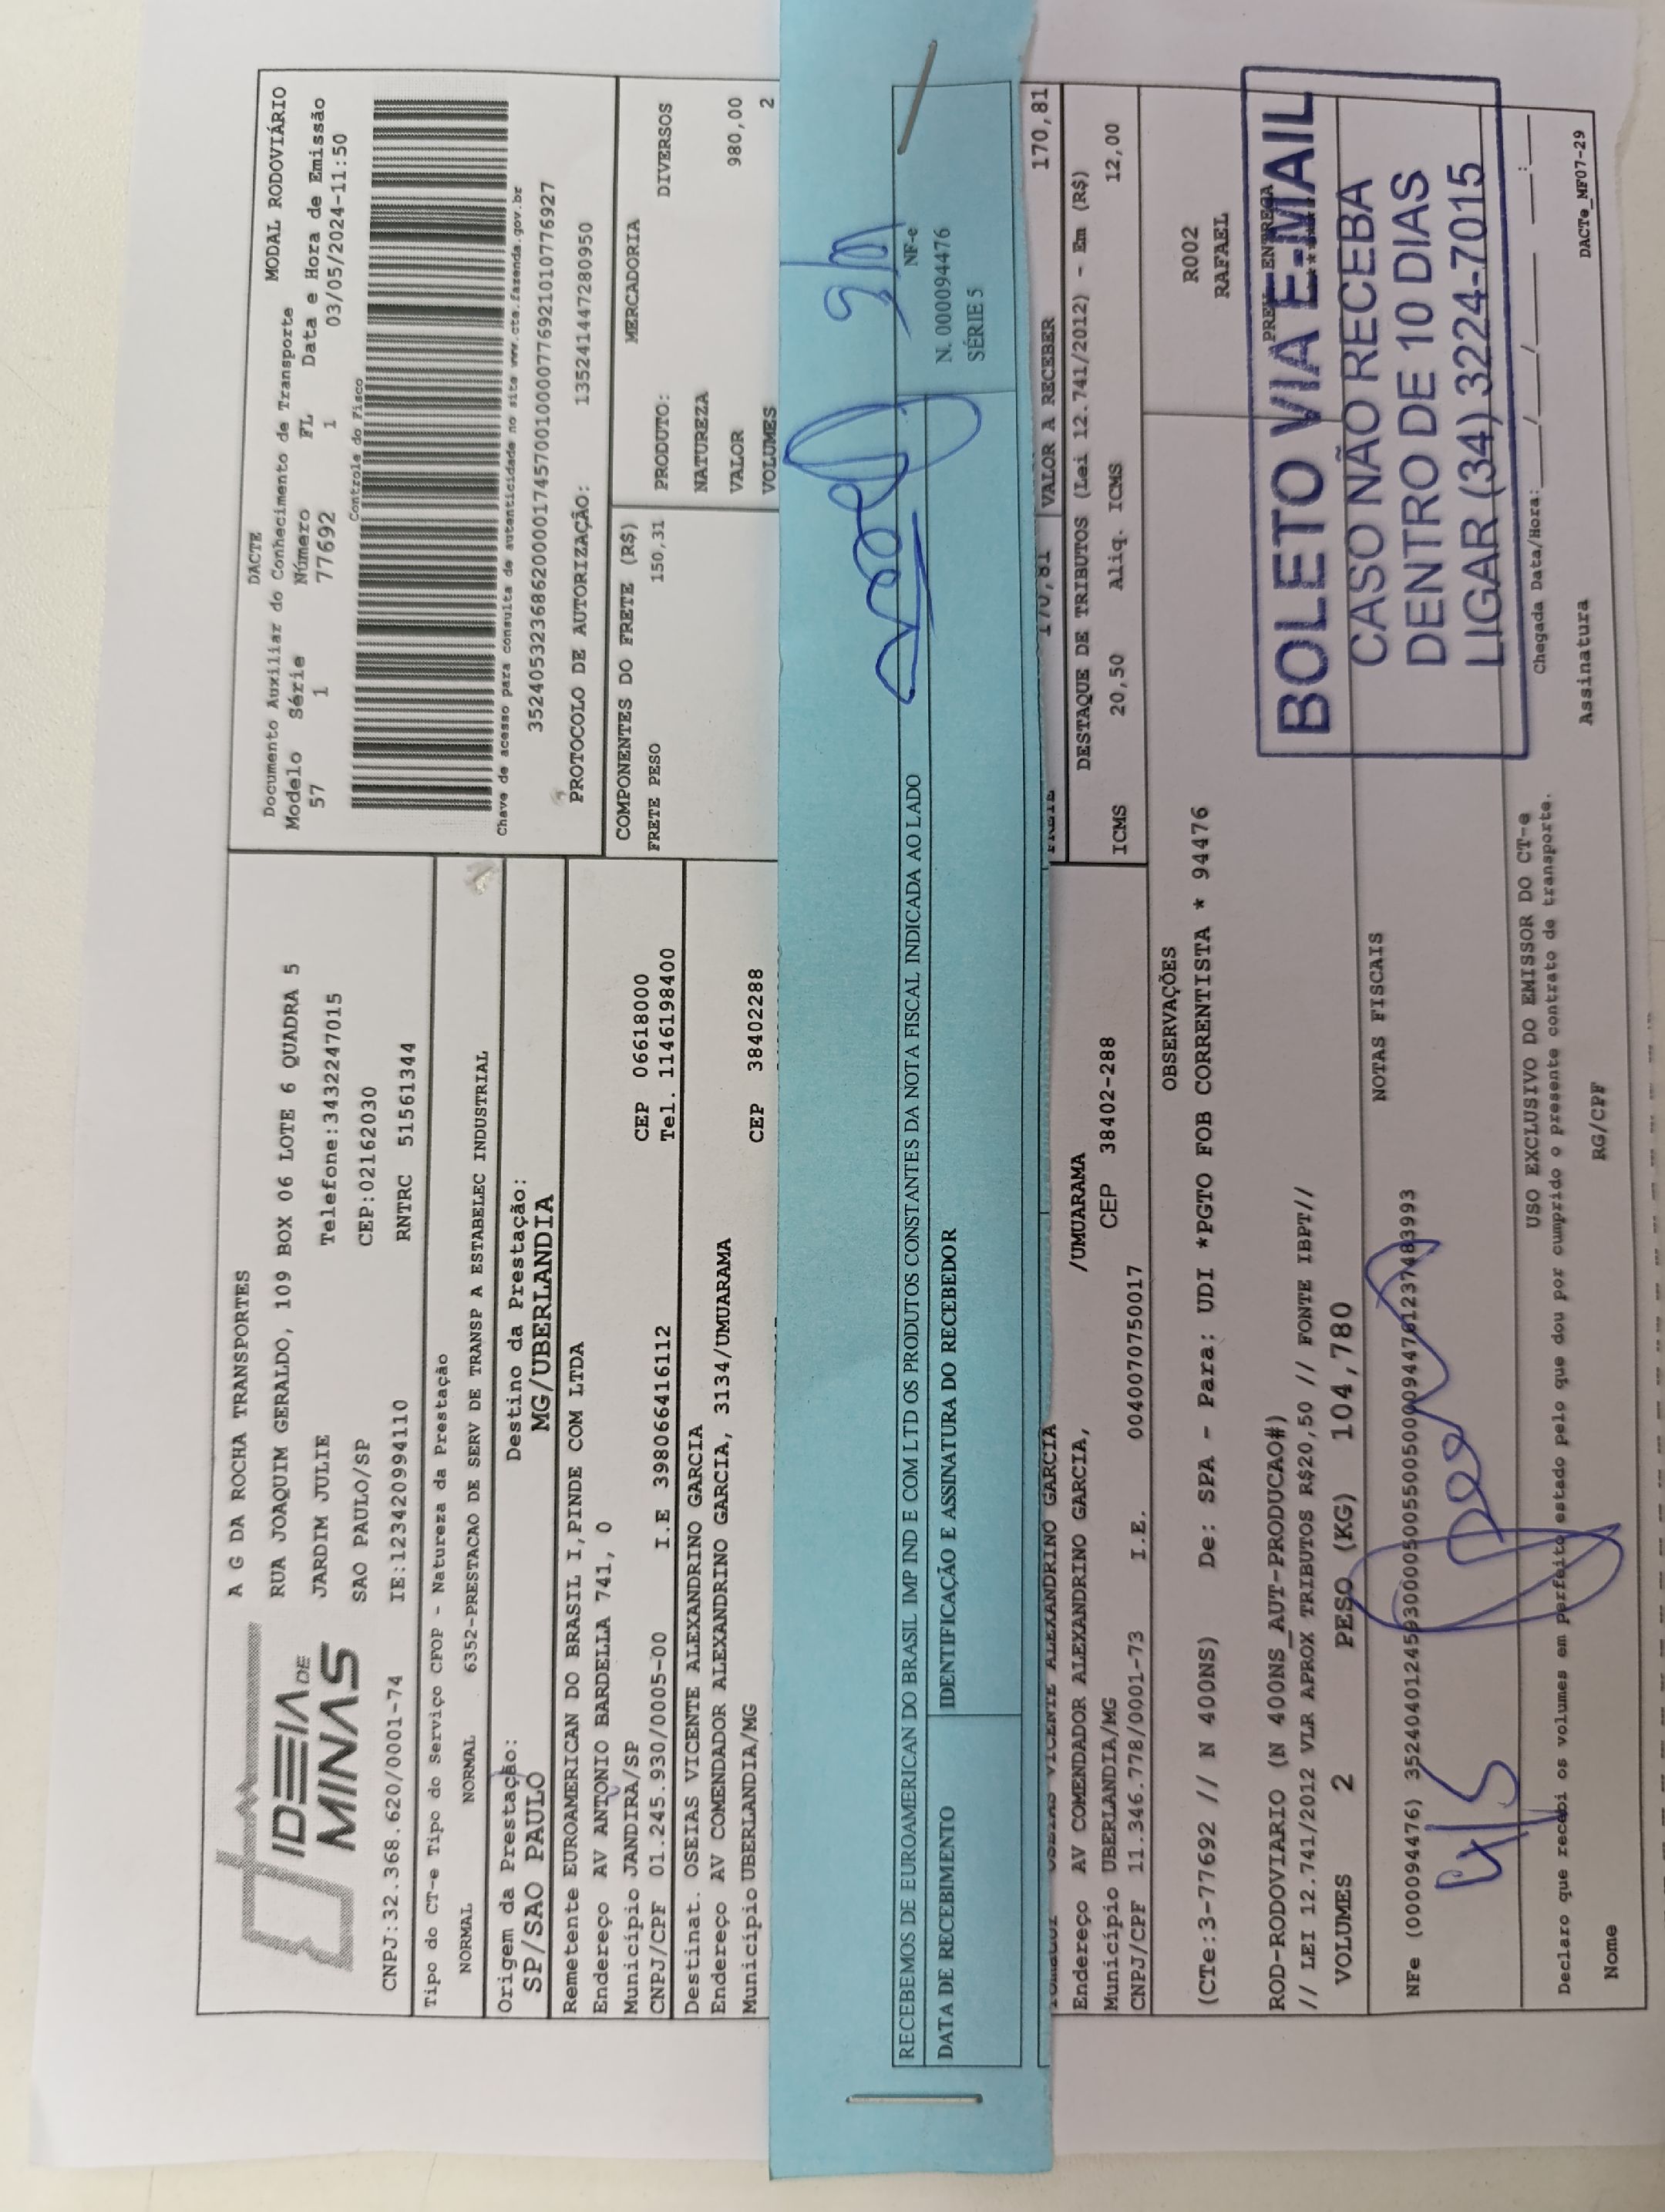 IDEIA DE
MINAS
A G DA ROCHA TRANSPORTES
RUA JOAQUIM GERALDO, 109 BOX 06 LOTE 6 QUADRA 5
JARDIM JULIE Telefone:3432247015
SAO PAULO/SP CEP:02162030
CNPJ:32.368.620/0001-74 IE:123420994110 RNTRC 51561344
DACTE
Documento Auxiliar do Conhecimento de Transporte MODAL RODOVIÁRIO
Modelo Série Número FL Data e Hora de Emissão
57 1 77692 1 03/05/2024-11:50
Controle do Fisco
Chave de acesso para consulta de autenticidade no site www.cte.fazenda.gov.br
35240532368620000174570010000776921010776927
PROTOCOLO DE AUTORIZAÇÃO: 135241447280950
Tipo do CT-e Tipo do Serviço CFOP - Natureza da Prestação
NORMAL NORMAL 6352-PRESTACAO DE SERV DE TRANSP A ESTABELEC INDUSTRIAL
Origem da Prestação: Destino da Prestação:
SP/SAO PAULO MG/UBERLANDIA
Remetente EUROAMERICAN DO BRASIL I,PINDE COM LTDA
Endereço AV ANTONIO BARDELLA 741, 0
Município JANDIRA/SP CEP 06618000
CNPJ/CPF 01.245.930/0005-00 I.E 398066416112 Tel. 1146198400
Destinat. OSEIAS VICENTE ALEXANDRINO GARCIA
Endereço AV COMENDADOR ALEXANDRINO GARCIA, 3134/UMUARAMA
Município UBERLANDIA/MG CEP 38402288
COMPONENTES DO FRETE (R$) MERCADORIA
FRETE PESO 150,31 PRODUTO: DIVERSOS
NATUREZA
VALOR 980,00
VOLUMES 2
RECEBEMOS DE EUROAMERICAN DO BRASIL IMP IND E COM LTD OS PRODUTOS CONSTANTES DA NOTA FISCAL INDICADA AO LADO
DATA DE RECEBIMENTO IDENTIFICAÇÃO E ASSINATURA DO RECEBEDOR
NF-e
N. 000094476
SÉRIE 5
OSEIAS VICENTE ALEXANDRINO GARCIA
FRETE 170,81 VALOR A RECEBER 170,81
Endereço AV COMENDADOR ALEXANDRINO GARCIA, /UMUARAMA
Município UBERLANDIA/MG CEP 38402-288
CNPJ/CPF 11.346.778/0001-73 I.E. 0040070750017
DESTAQUE DE TRIBUTOS (Lei 12.741/2012) - Em (R$)
ICMS 20,50 Aliq. ICMS 12,00
OBSERVAÇÕES
(CTe:3-77692 // N 400NS) De: SPA - Para: UDI *PGTO FOB CORRENTISTA * 94476
R002
RAFAEL
ROD-RODOVIARIO (N 400NS_AUT-PRODUCAO#)
// LEI 12.741/2012 VLR APROX TRIBUTOS R$20,50 // FONTE IBPT//
VOLUMES 2 PESO (KG) 104,780
PREV ENTREGA
BOLETO VIA E-MAIL
CASO NÃO RECEBA
DENTRO DE 10 DIAS
LIGAR (34) 3224-7015
NOTAS FISCAIS
NFe (000094476) 35240401245930000500550050000944761237483993
USO EXCLUSIVO DO EMISSOR DO CT-e
Declaro que recebi os volumes em perfeito estado pelo que dou por cumprido o presente contrato de transporte.
Chegada Data/Hora:___/___/___ __:__
Nome RG/CPF Assinatura
DACTe_MF07-29